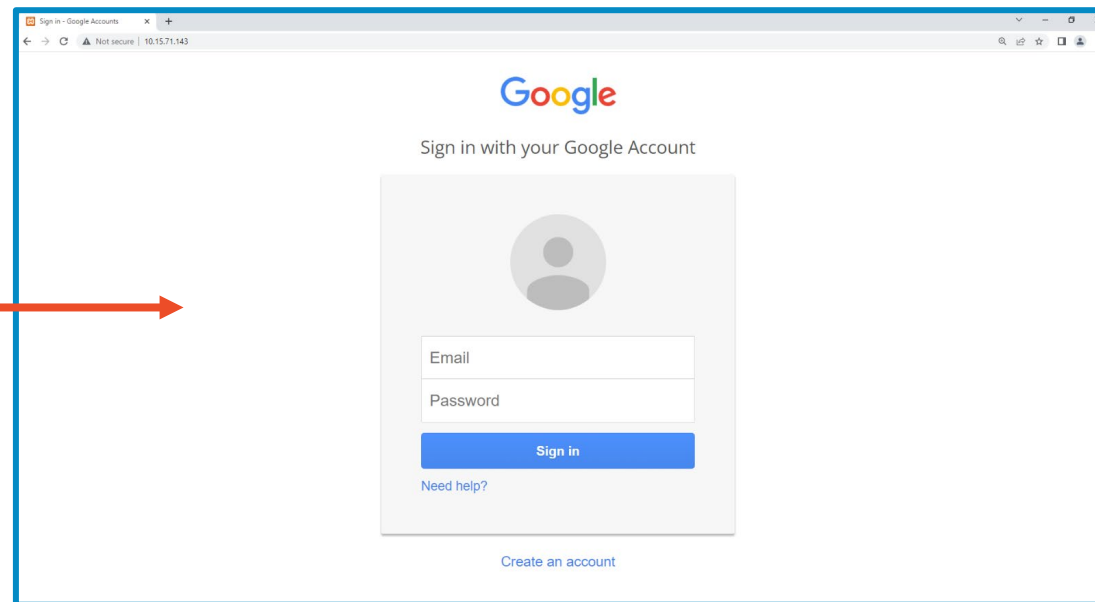 Sign in - Google Accounts
Not secure | 10.15.71.143
Google
Sign in with your Google Account
Email
Password
Sign in
Need help?
Create an account